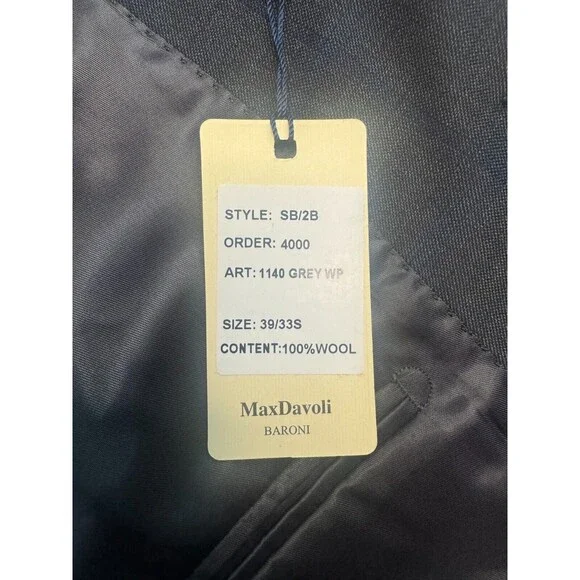 STYLE: SB/2B
ORDER: 4000
ART: 1140 GREY WP
SIZE: 39/33S
CONTENT:100%WOOL
MaxDavoli
BARONI